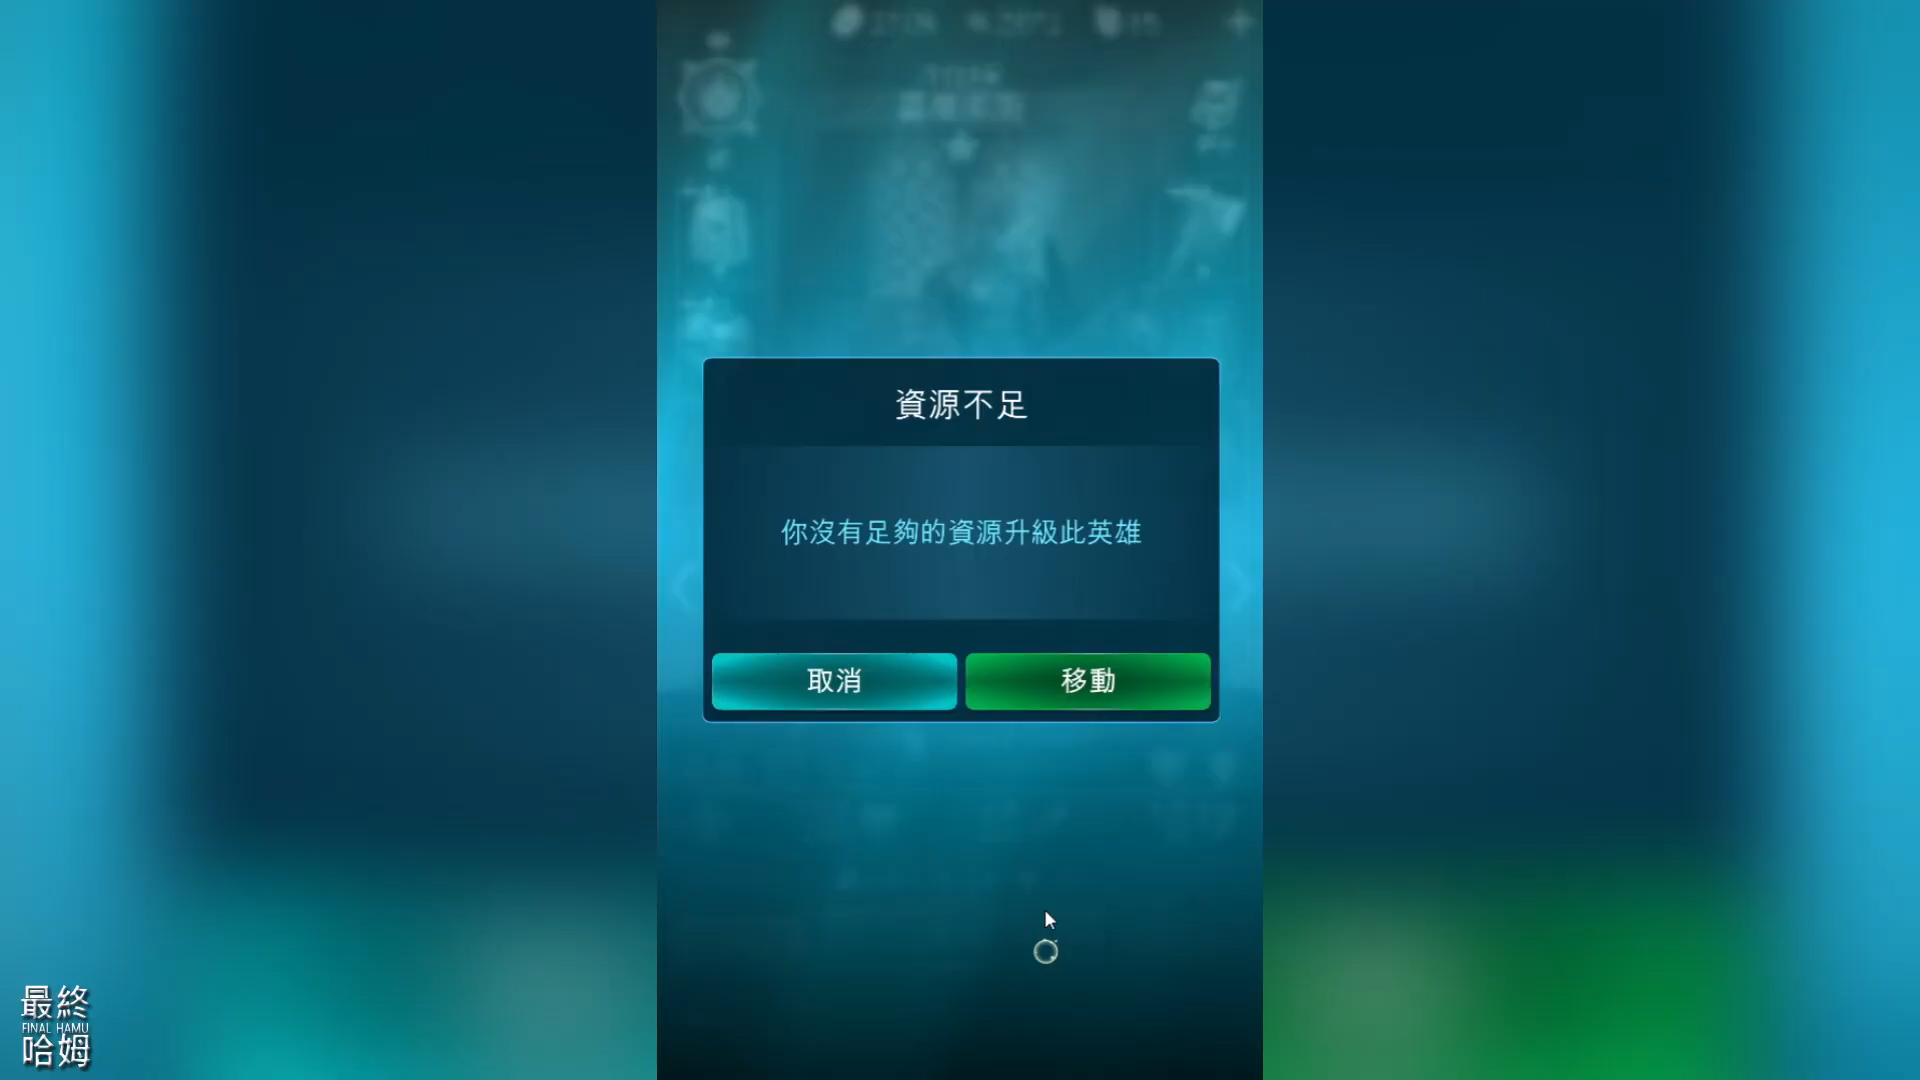 資源不足
你沒有足夠的資源升級此英雄
取消
移動
最終
FINAL HAMU
哈姆